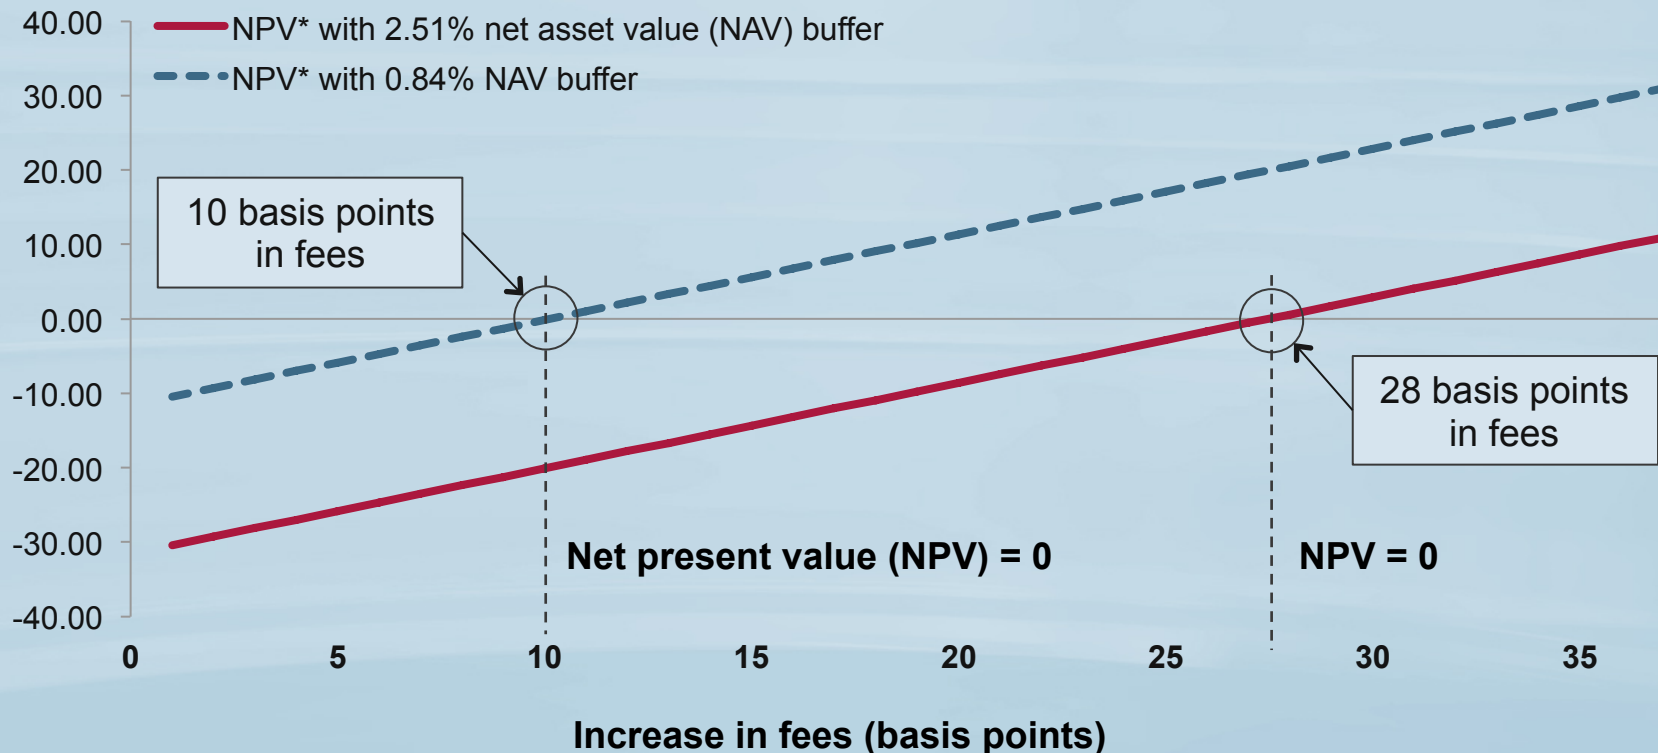 40.00
30.00
20.00
10.00
0.00
-10.00
-20.00
-30.00
-40.00
NPV* with 2.51% net asset value (NAV) buffer
NPV* with 0.84% NAV buffer
10 basis points
in fees
28 basis points
in fees
Net present value (NPV) = 0
NPV = 0
0 5 10 15 20 25 30 35
Increase in fees (basis points)